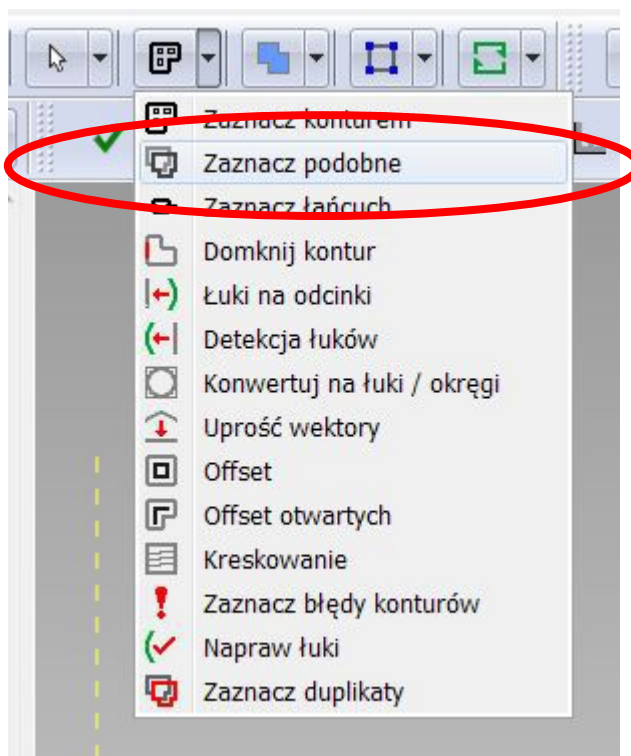 Zaznacz konturem
Zaznacz podobne
Zaznacz łańcuch
Domknij kontur
Łuki na odcinki
Detekcja łuków
Konwertuj na łuki / okręgi
Uprość wektory
Offset
Offset otwartych
Kreskowanie
Zaznacz błędy konturów
Napraw łuki
Zaznacz duplikaty